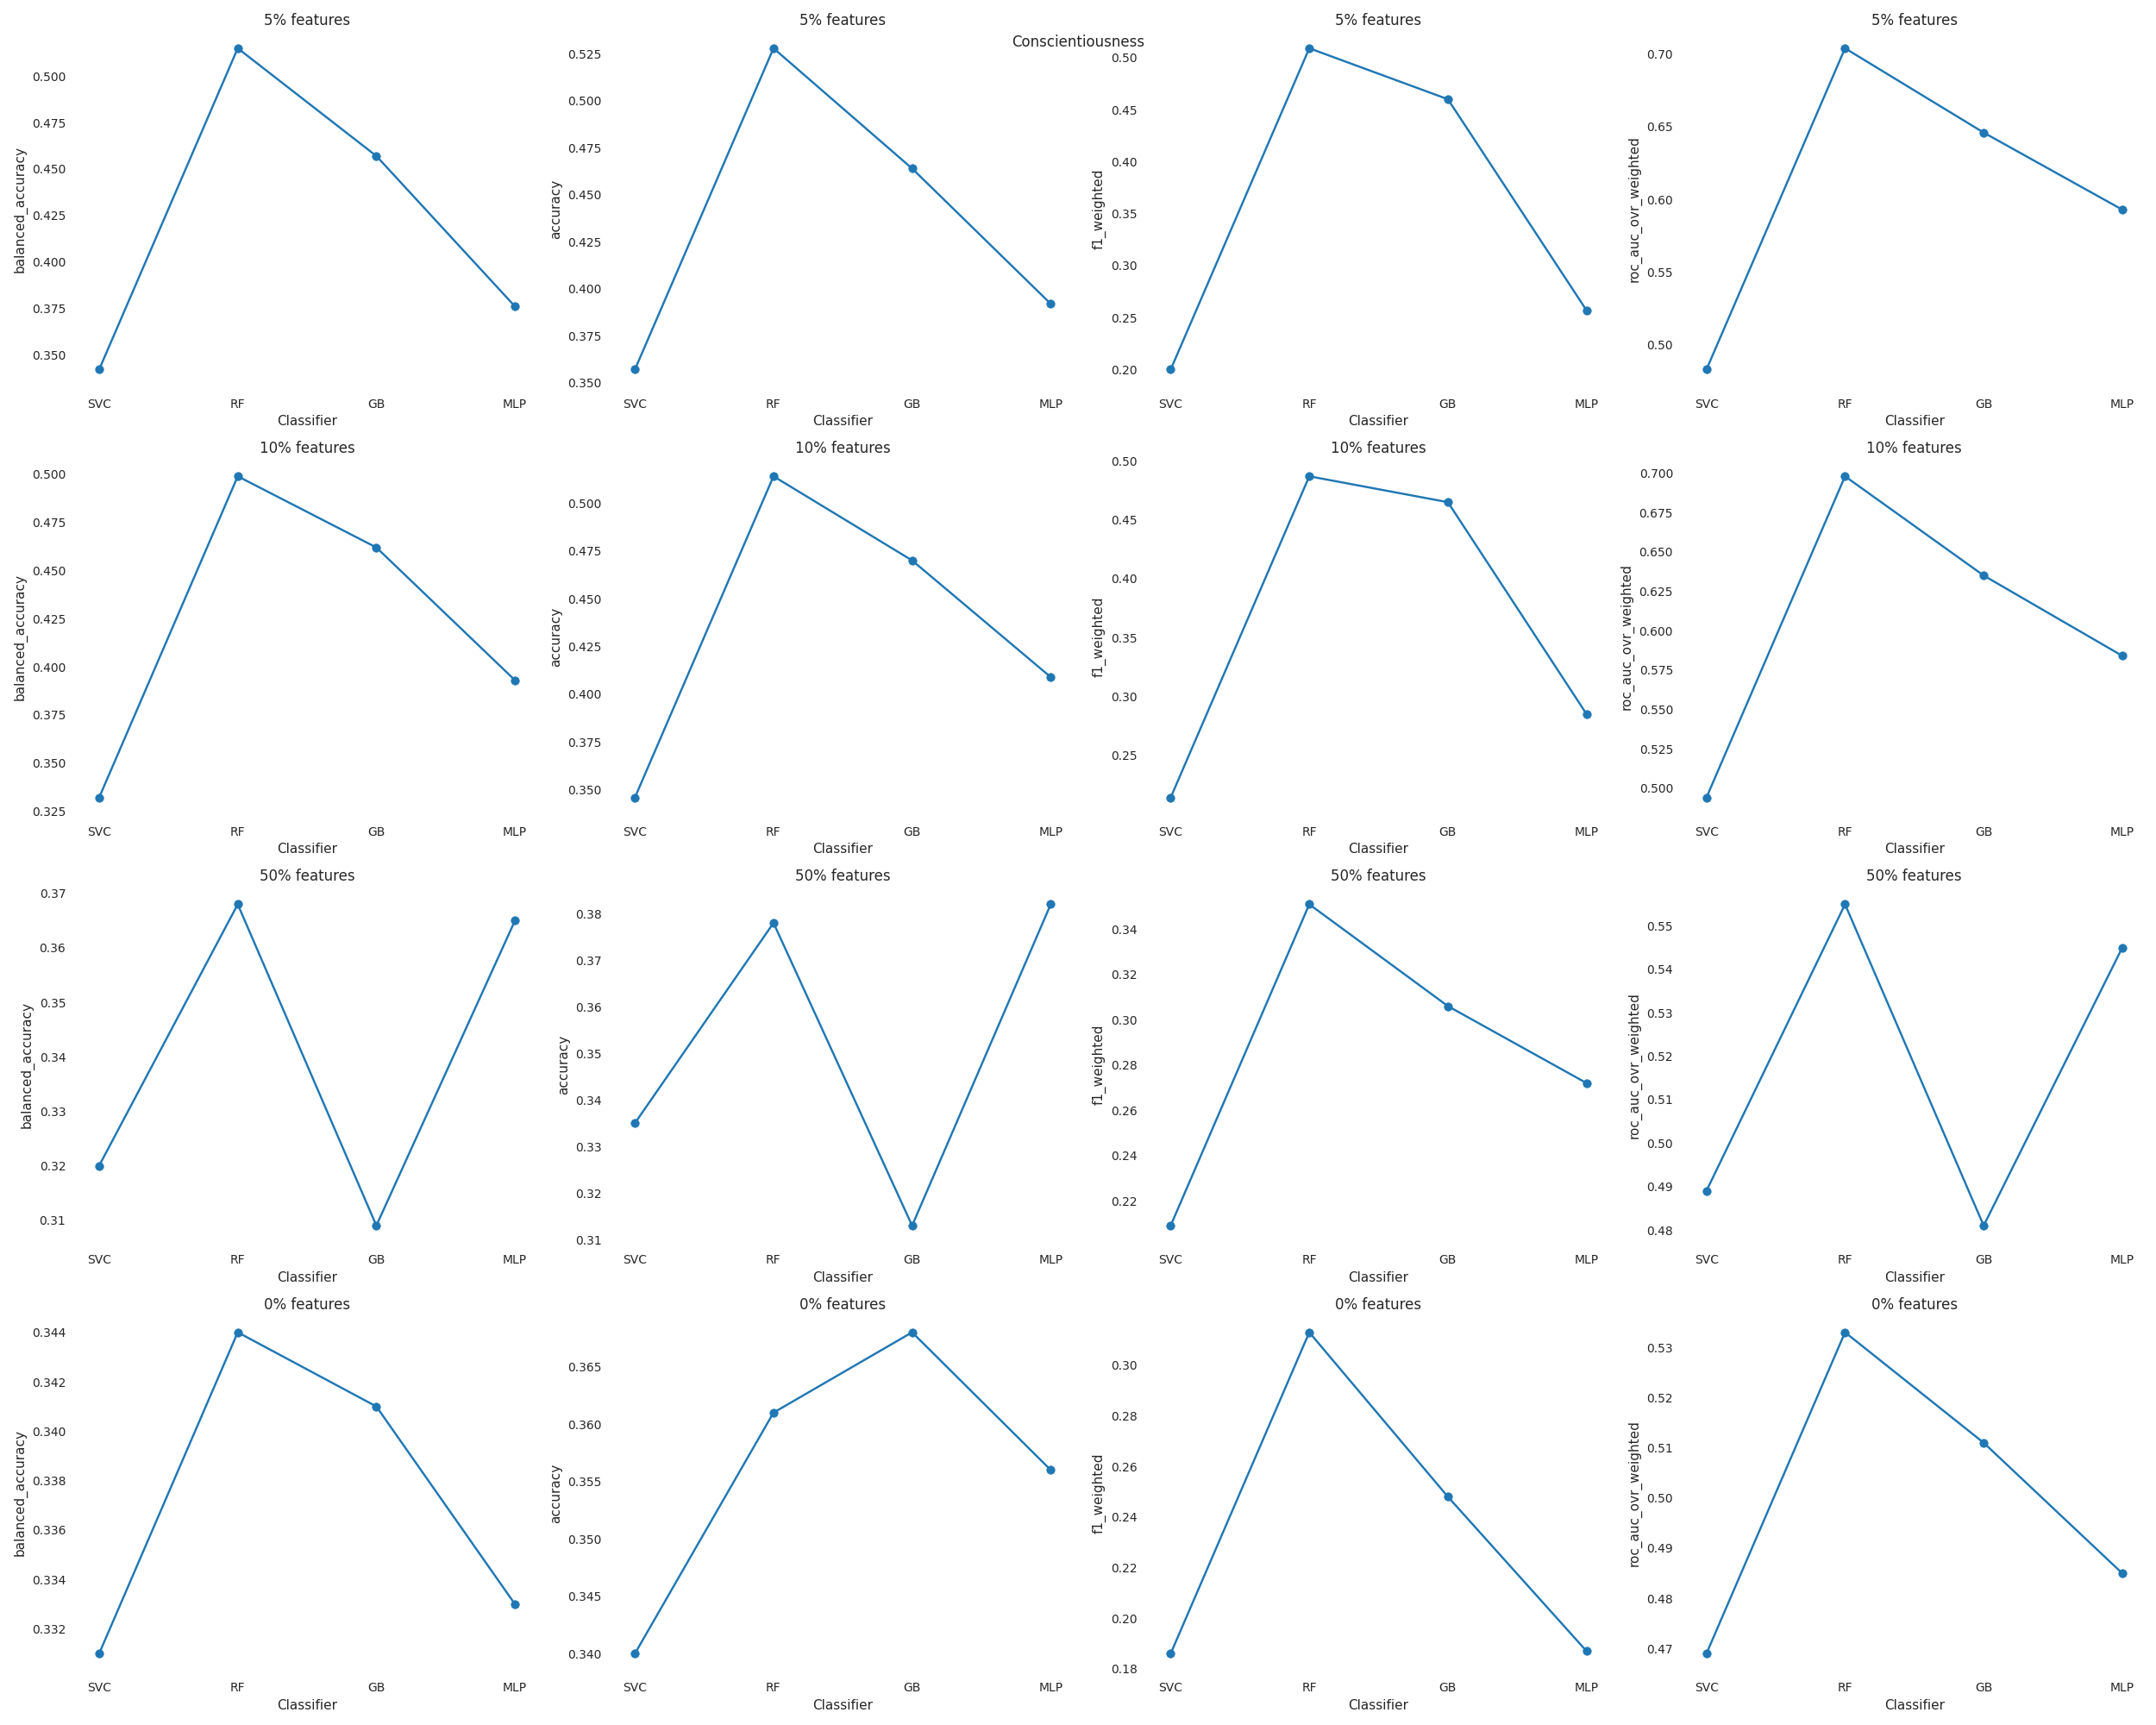 Conscientiousness
5% features
balanced_accuracy
0.500
0.475
0.450
0.425
0.400
0.375
0.350
SVC RF GB MLP
Classifier
5% features
accuracy
0.525
0.500
0.475
0.450
0.425
0.400
0.375
0.350
SVC RF GB MLP
Classifier
5% features
f1_weighted
0.50
0.45
0.40
0.35
0.30
0.25
0.20
SVC RF GB MLP
Classifier
5% features
roc_auc_ovr_weighted
0.70
0.65
0.60
0.55
0.50
SVC RF GB MLP
Classifier
10% features
balanced_accuracy
0.500
0.475
0.450
0.425
0.400
0.375
0.350
0.325
SVC RF GB MLP
Classifier
10% features
accuracy
0.500
0.475
0.450
0.425
0.400
0.375
0.350
SVC RF GB MLP
Classifier
10% features
f1_weighted
0.50
0.45
0.40
0.35
0.30
0.25
SVC RF GB MLP
Classifier
10% features
roc_auc_ovr_weighted
0.700
0.675
0.650
0.625
0.600
0.575
0.550
0.525
0.500
SVC RF GB MLP
Classifier
50% features
balanced_accuracy
0.37
0.36
0.35
0.34
0.33
0.32
0.31
SVC RF GB MLP
Classifier
50% features
accuracy
0.38
0.37
0.36
0.35
0.34
0.33
0.32
0.31
SVC RF GB MLP
Classifier
50% features
f1_weighted
0.34
0.32
0.30
0.28
0.26
0.24
0.22
SVC RF GB MLP
Classifier
50% features
roc_auc_ovr_weighted
0.55
0.54
0.53
0.52
0.51
0.50
0.49
0.48
SVC RF GB MLP
Classifier
0% features
balanced_accuracy
0.344
0.342
0.340
0.338
0.336
0.334
0.332
SVC RF GB MLP
Classifier
0% features
accuracy
0.365
0.360
0.355
0.350
0.345
0.340
SVC RF GB MLP
Classifier
0% features
f1_weighted
0.30
0.28
0.26
0.24
0.22
0.20
0.18
SVC RF GB MLP
Classifier
0% features
roc_auc_ovr_weighted
0.53
0.52
0.51
0.50
0.49
0.48
0.47
SVC RF GB MLP
Classifier